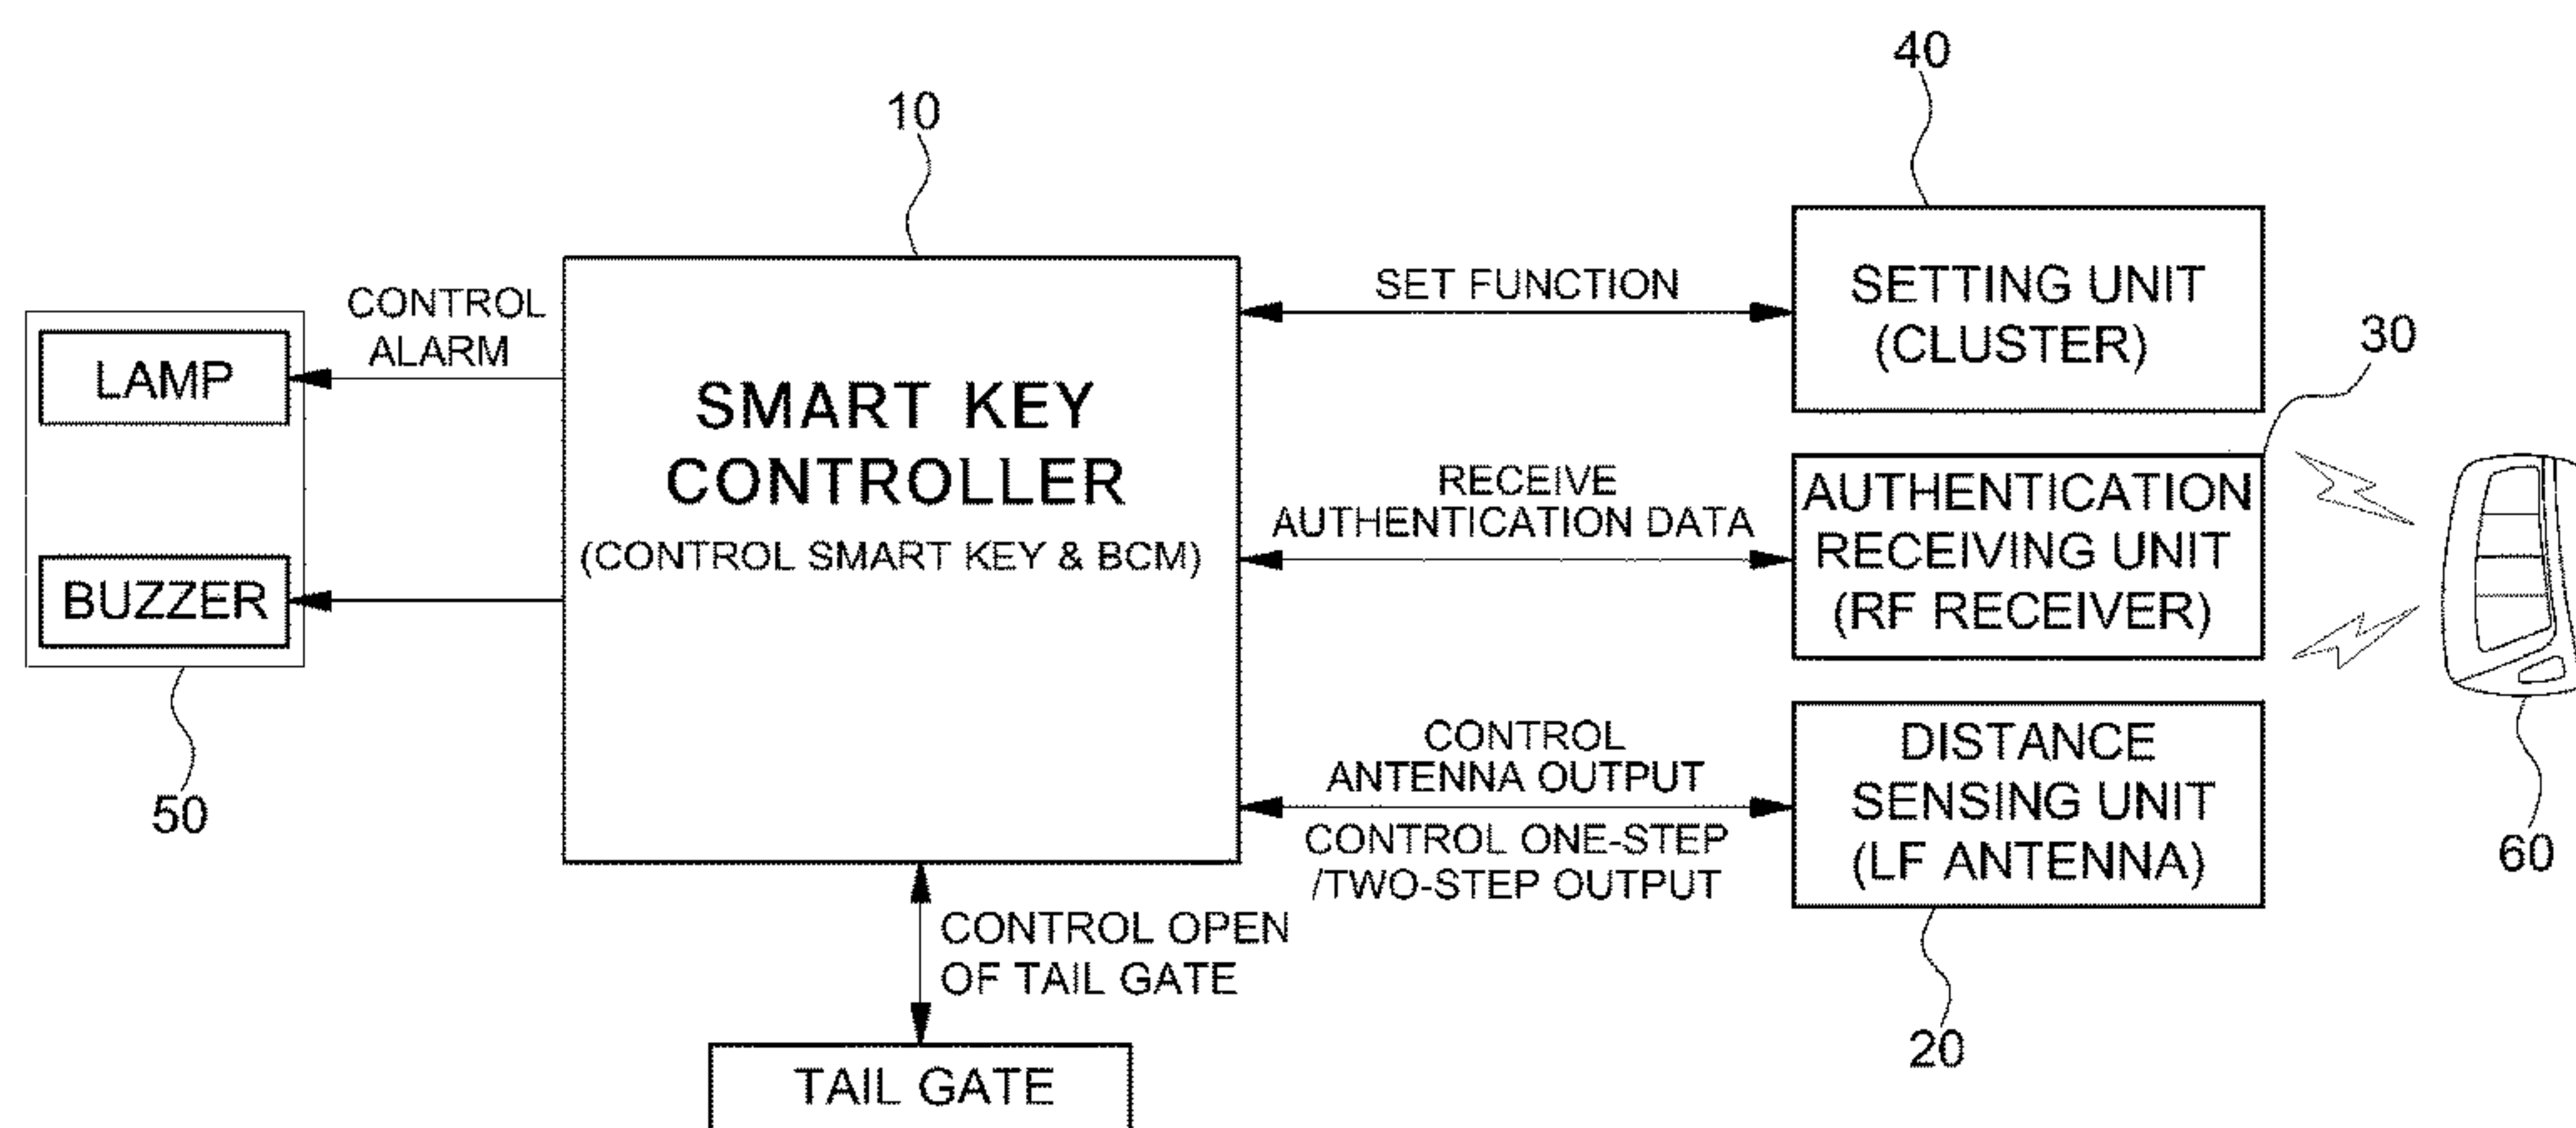 40
10
SETTING UNIT
(CLUSTER)
SET FUNCTION
30
CONTROL
ALARM
LAMP
BUZZER
50
SMART KEY
CONTROLLER
(CONTROL SMART KEY & BCM)
RECEIVE
AUTHENTICATION DATA
AUTHENTICATION
RECEIVING UNIT
(RF RECEIVER)
CONTROL
ANTENNA OUTPUT
CONTROL ONE-STEP
/TWO-STEP OUTPUT
DISTANCE
SENSING UNIT
(LF ANTENNA)
60
20
CONTROL OPEN
OF TAIL GATE
TAIL GATE